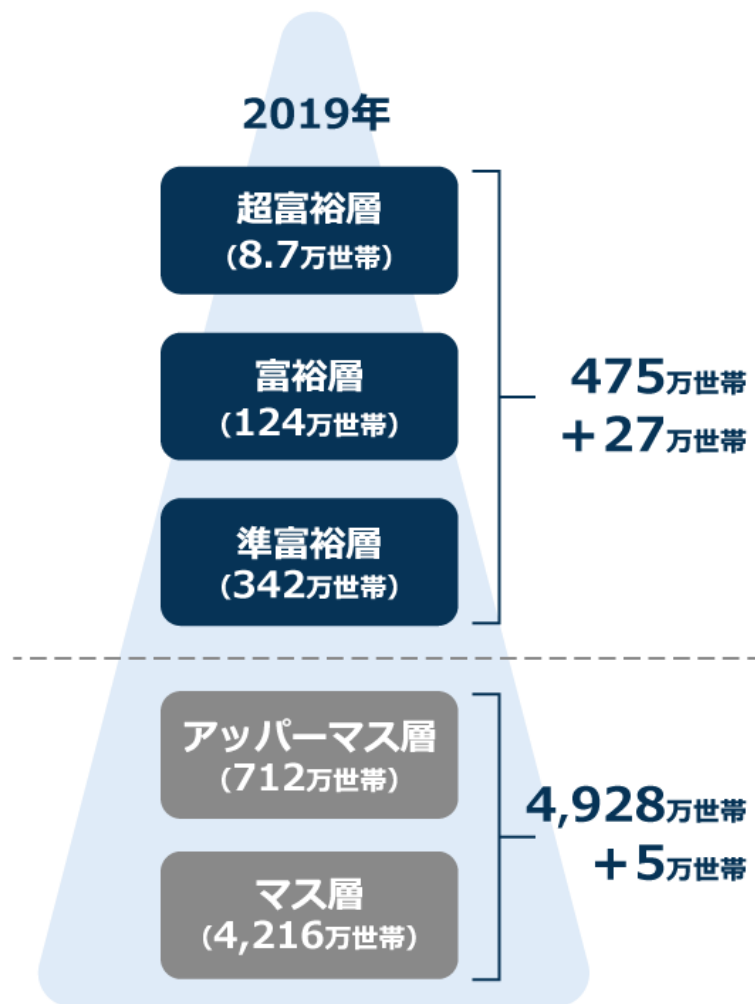 2019年
超富裕層
(8.7万世帯)
富裕層
(124万世帯)
準富裕層
(342万世帯)
475万世帯
+27万世帯
アッパーマス層
(712万世帯)
マス層
(4,216万世帯)
4,928万世帯
+5万世帯